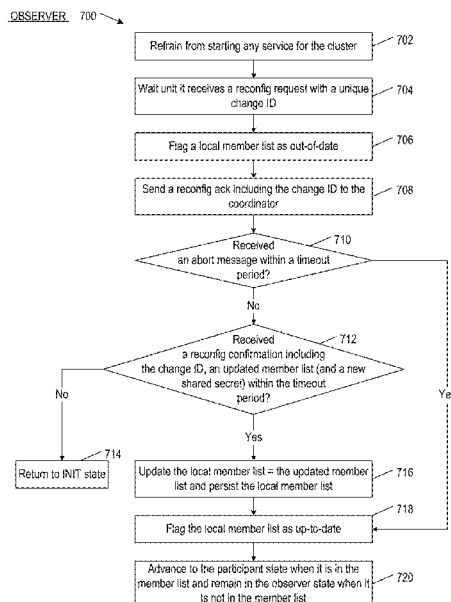 OBSERVER 700
Refrain from starting any service for the cluster
702
Wait unit it receives a reconfig request with a unique
change ID
704
Flag a local member list as out-of-date
706
Send a reconfig ack including the change ID to the
coordinator
708
Received
an abort message within a timeout
period?
710
No
Ye
Received
a reconfig confirmation including
the change ID, an updated member list (and a new
shared secret) within the timeout
period?
712
No
Yes
714
Return to INIT state
Update the local member list = the updated member
list and persist the local member list
716
718
Flag the local member list as up-to-date
Advance to the participant state when it is in the
member list and remain in the observer state when it
is not in the member list
720